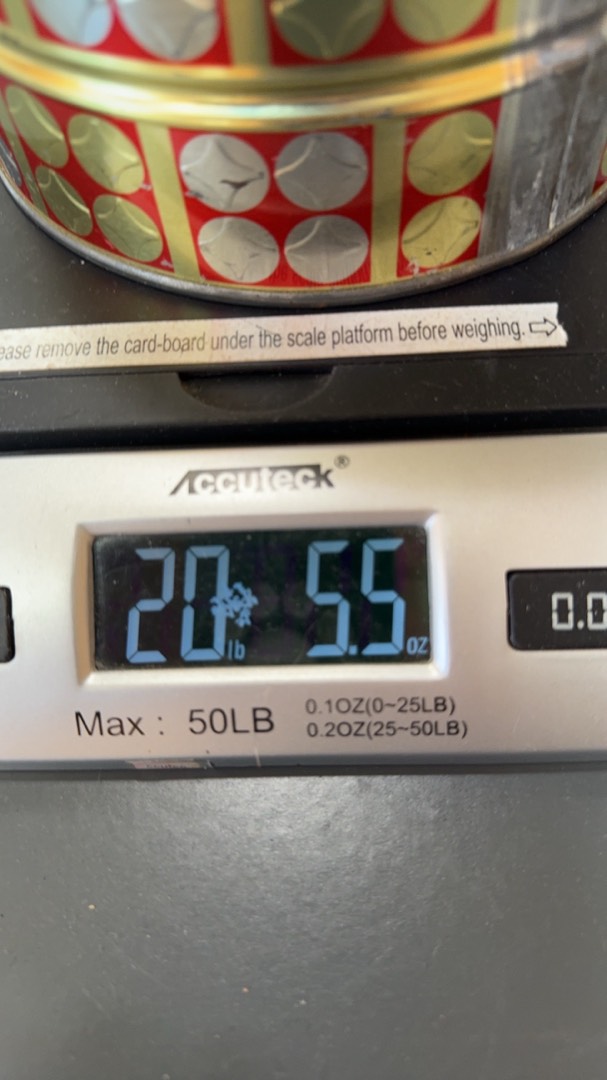 ease remove the card-board under the scale platform before weighing.
Accuteck®
20 lb 5.5 oz
0.0
Max : 50LB
0.1OZ(0~25LB)
0.2OZ(25~50LB)